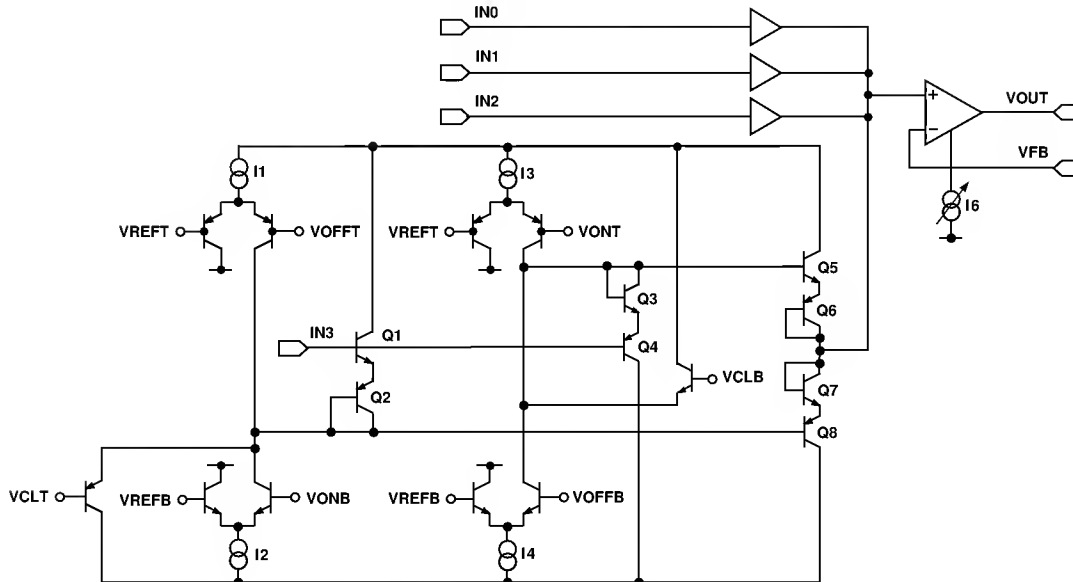 IN0
IN1
IN2
VOUT
VFB
I1
I3
I6
VREFT
VOFFT
VREFT
VONT
Q5
Q3
Q6
IN3
Q1
Q4
VCLB
Q2
Q7
Q8
VCLT
VREFB
VONB
VREFB
VOFFB
I2
I4